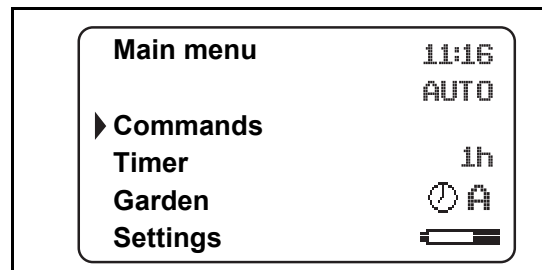 Main menu 11:16
AUTO
Commands
Timer 1h
Garden A
Settings